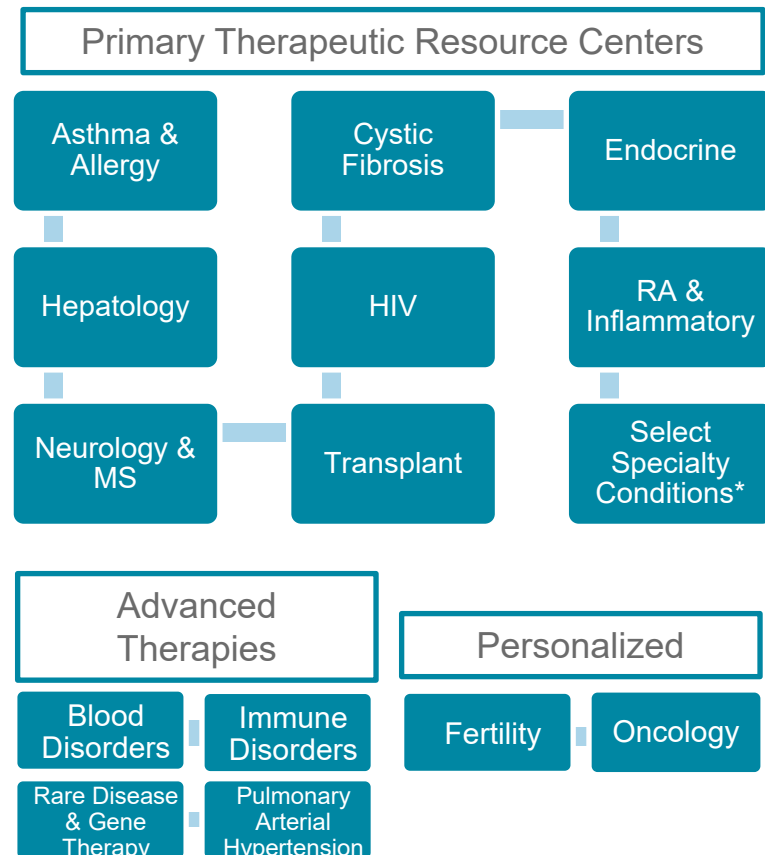 Primary Therapeutic Resource Centers
Asthma &
Allergy
Cystic
Fibrosis
Endocrine
Hepatology
HIV
RA &
Inflammatory
Neurology &
MS
Transplant
Select
Specialty
Conditions*
Advanced
Therapies
Personalized
Blood
Disorders
Immune
Disorders
Fertility
Oncology
Rare Disease
& Gene
Therapy
Pulmonary
Arterial
Hypertension